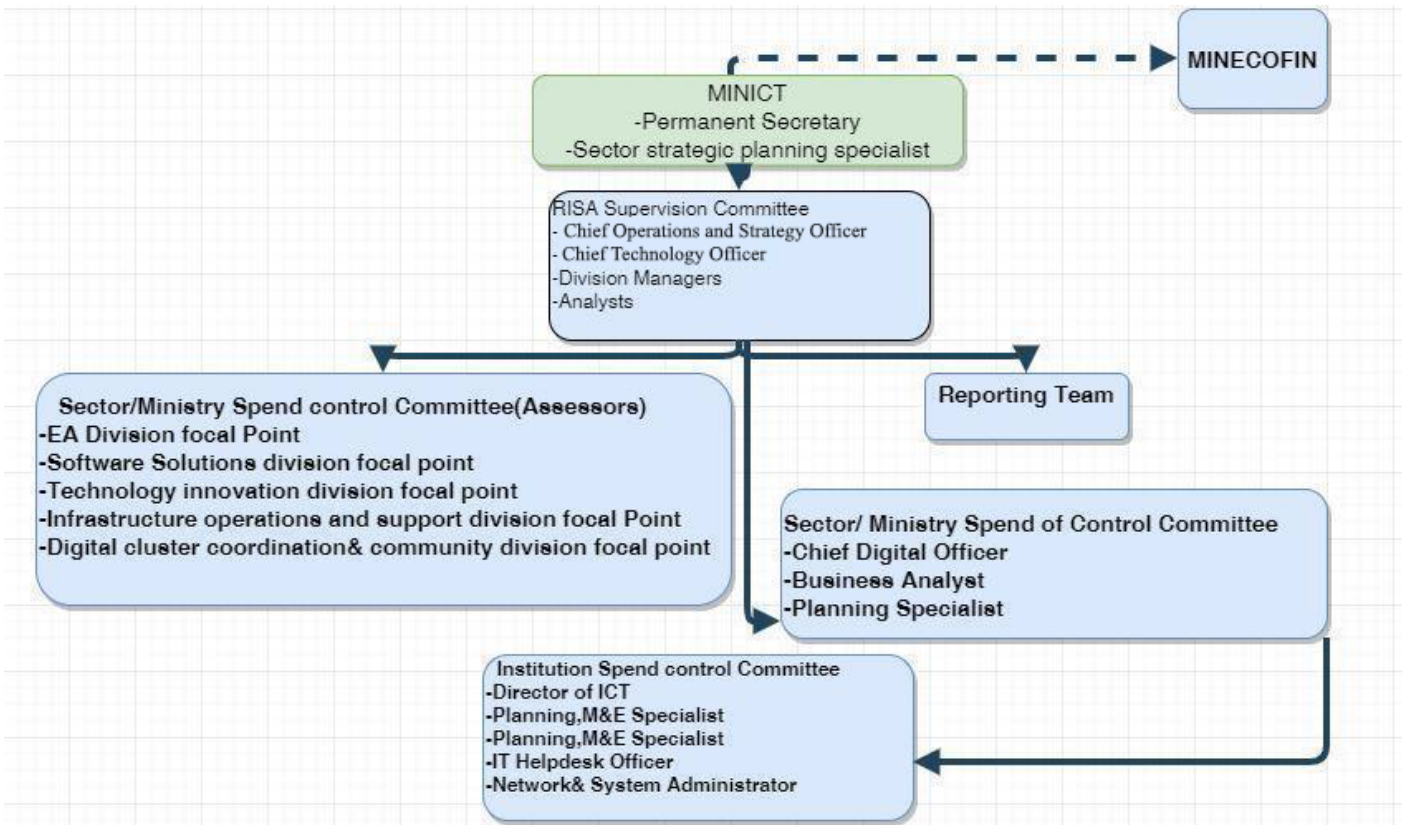 MINECOFIN
MINICT
-Permanent Secretary
-Sector strategic planning specialist
RISA Supervision Committee
- Chief Operations and Strategy Officer
- Chief Technology Officer
-Division Managers
-Analysts
Sector/Ministry Spend control Committee(Assessors)
-EA Division focal Point
-Software Solutions division focal point
-Technology innovation division focal point
-Infrastructure operations and support division focal Point
-Digital cluster coordination& community division focal point
Reporting Team
Sector/ Ministry Spend of Control Committee
-Chief Digital Officer
-Business Analyst
-Planning Specialist
Institution Spend control Committee
-Director of ICT
-Planning,M&E Specialist
-Planning,M&E Specialist
-IT Helpdesk Officer
-Network& System Administrator